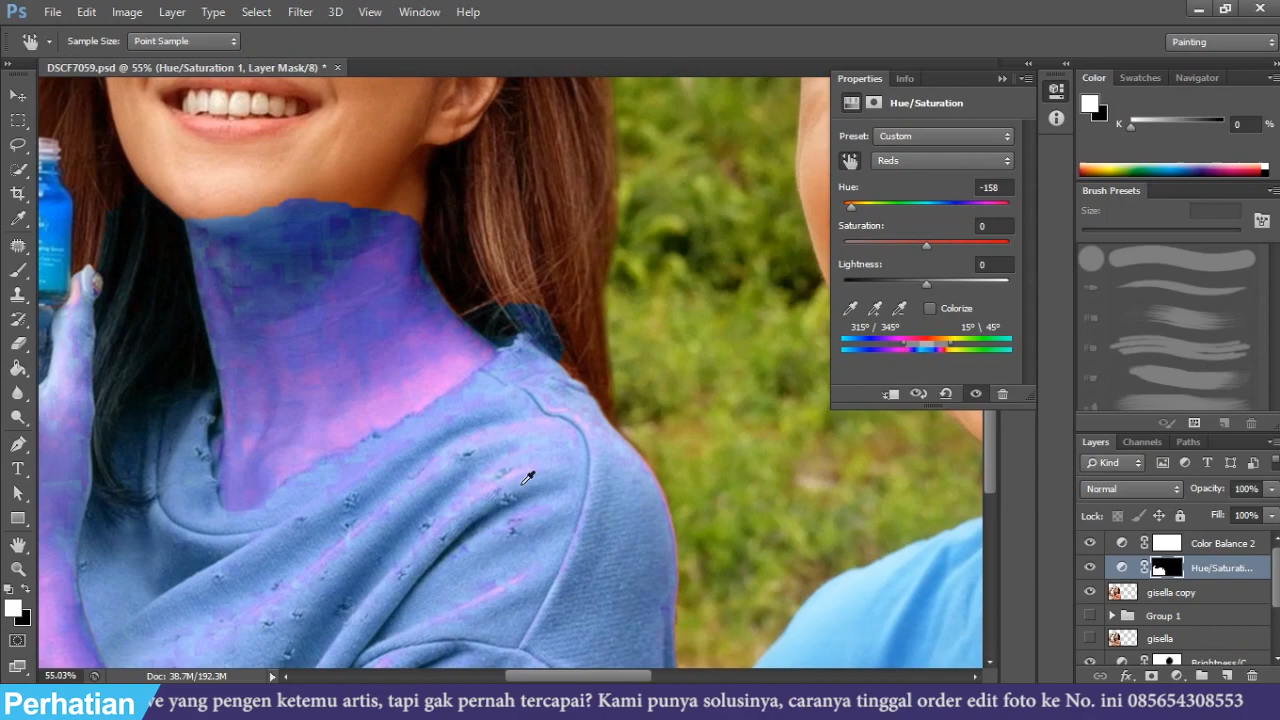 Ps File Edit Image Layer Type Select Filter 3D View Window Help
Sample Size: Point Sample Painting
DSCF7059.psd @ 55% (Hue/Saturation 1, Layer Mask/8) * ×
Properties Info
Hue/Saturation
Preset: Custom
Reds
Hue: -158
Saturation: 0
Lightness: 0
Colorize
315º / 345º 15º \ 45º
Color Swatches Navigator
K 0 %
Brush Presets
Size:
Layers Channels Paths
Kind
Normal Opacity: 100%
Lock: Fill: 100%
Color Balance 2
Hue/Saturati...
gisella copy
Group 1
gisella
Brightness/C
55.03% Doc: 38.7M/192.3M
Perhatian ve yang pengen ketemu artis, tapi gak pernah tercapai? Kami punya solusinya, caranya tinggal order edit foto ke No. ini 085654308553